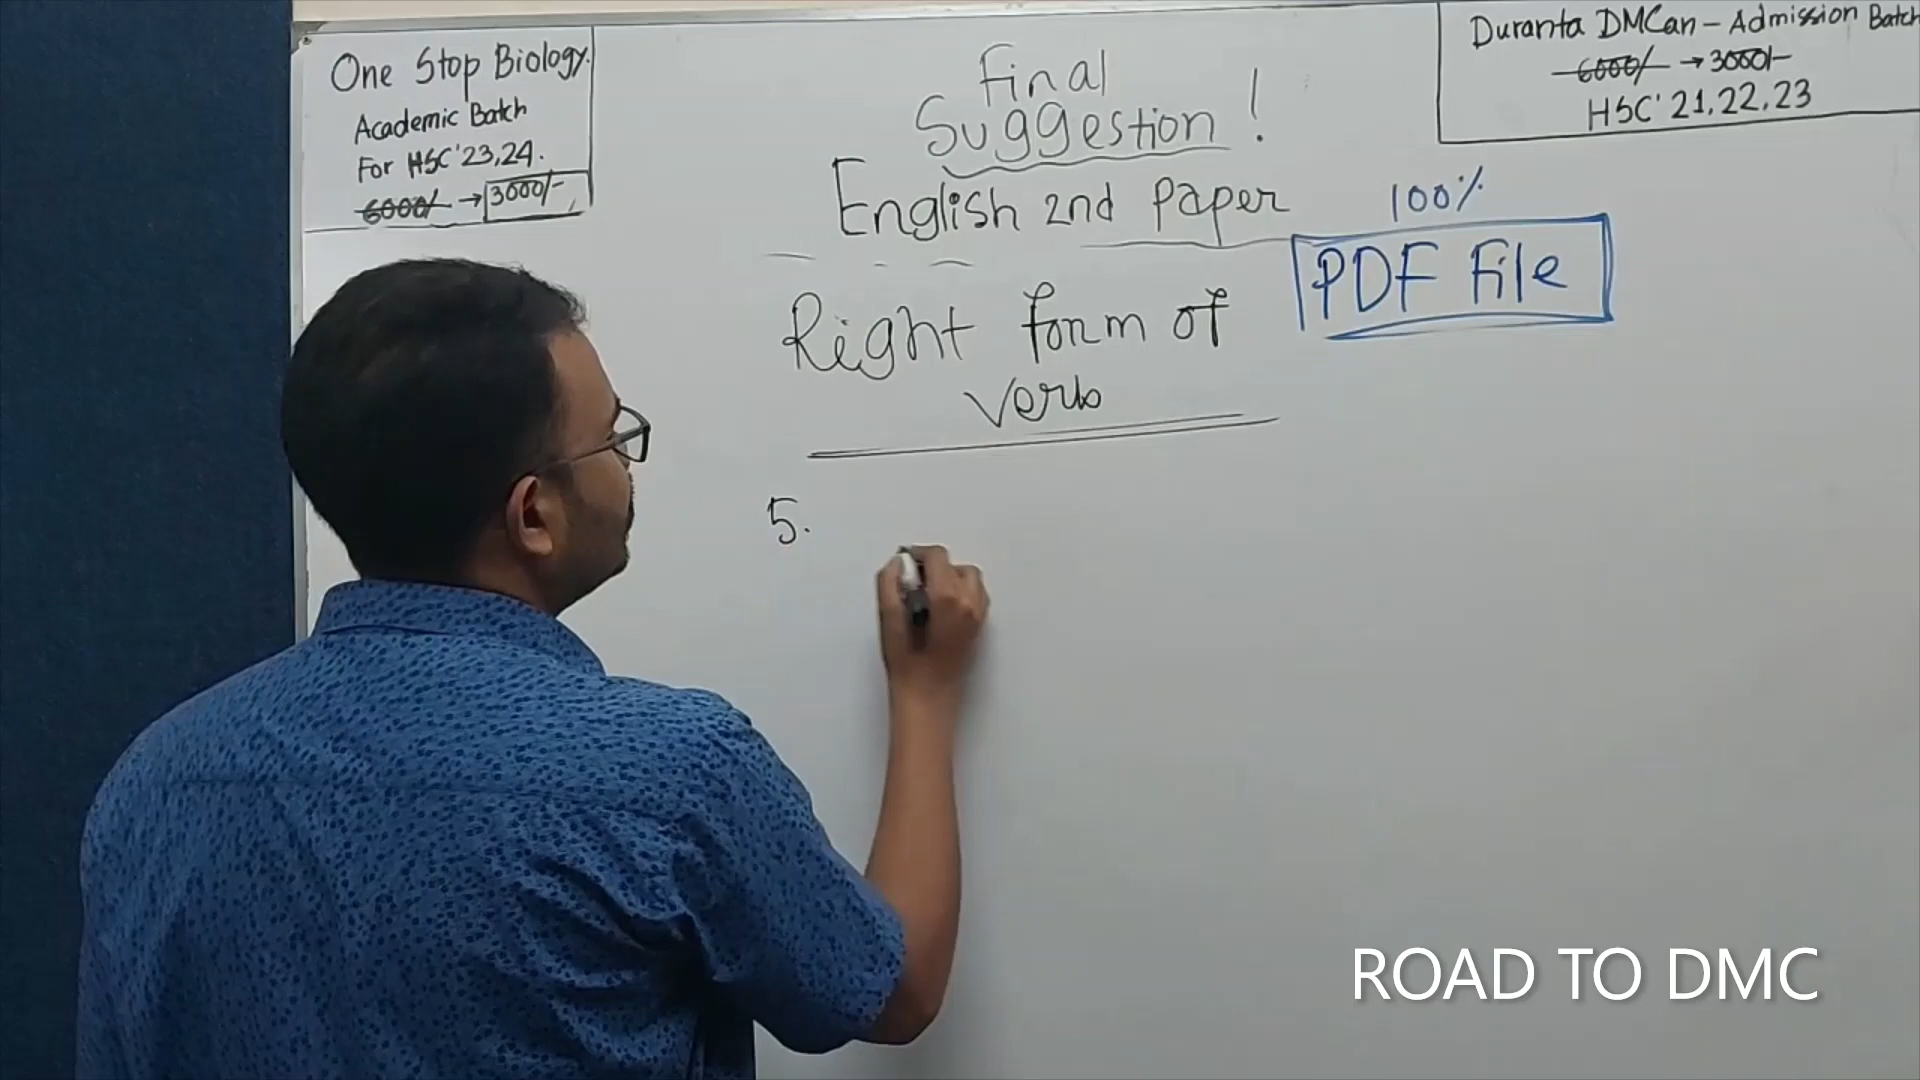 One Stop Biology.
Academic Batch
For HSC'23,24.
6000/- → 3000/-
Final
Suggestion!
English 2nd Paper
Right form of
verb
5.
100%
PDF File
Duranta DMCan - Admission Batch
6000/- → 3000/-
HSC'21,22,23
ROAD TO DMC